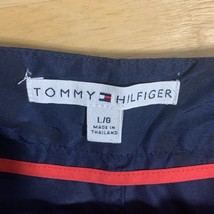 TOMMY HILFIGER
L/G
MADE IN
THAILAND